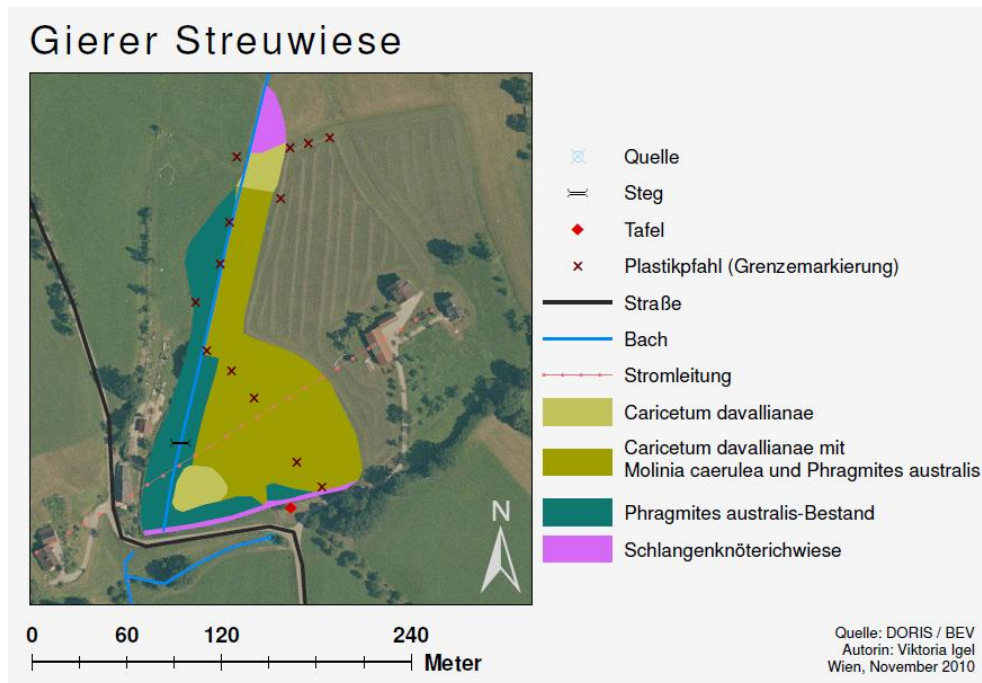 Gierer Streuwiese
Quelle
Steg
Tafel
Plastikpfahl (Grenzemarkierung)
Straße
Bach
Stromleitung
Caricetum davallianae
Caricetum davallianae mit
Molinia caerulea und Phragmites australis
Phragmites australis-Bestand
Schlangenknöterichwiese
N
0 60 120 240
Meter
Quelle: DORIS / BEV
Autorin: Viktoria Igel
Wien, November 2010